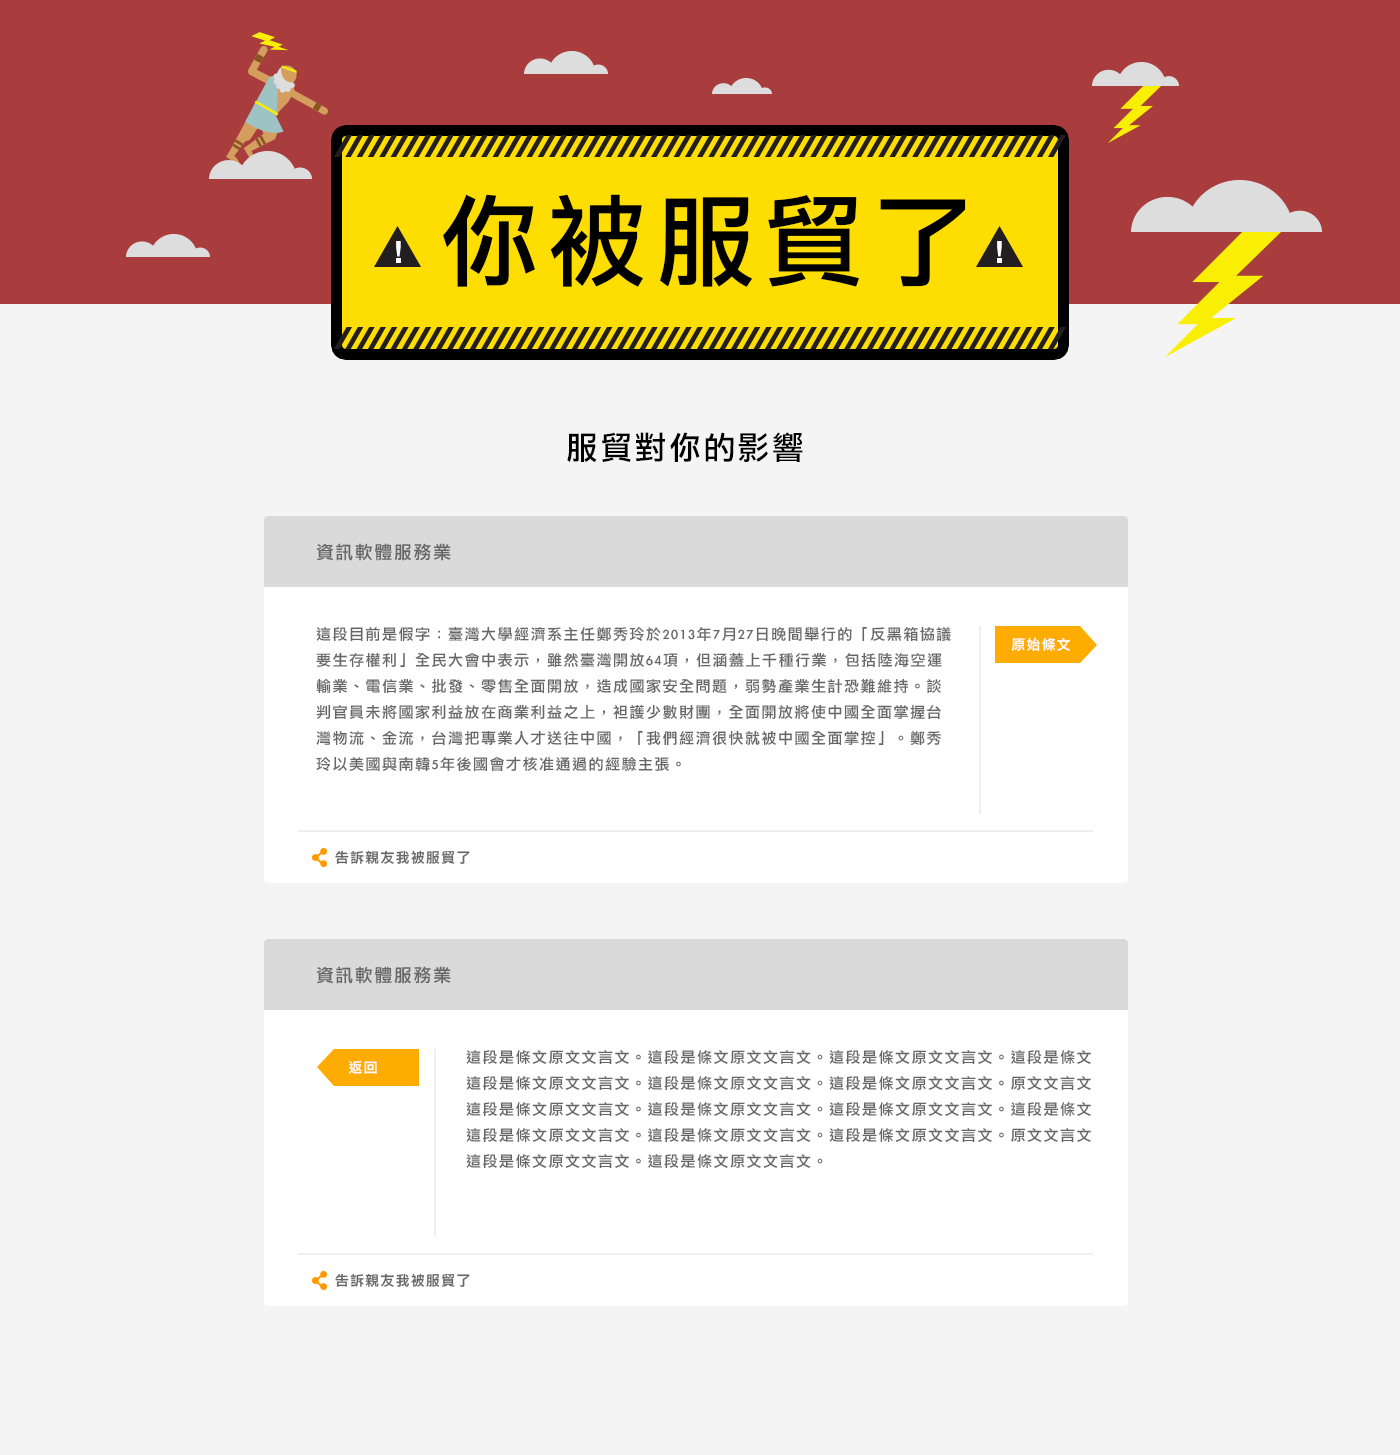 你被服貿了
服貿對你的影響
資訊軟體服務業
這段目前是假字：臺灣大學經濟系主任鄭秀玲於2013年7月27日晚間舉行的「反黑箱協議
要生存權利」全民大會中表示，雖然臺灣開放64項，但涵蓋上千種行業，包括陸海空運
輸業、電信業、批發、零售全面開放，造成國家安全問題，弱勢產業生計恐難維持。談
判官員未將國家利益放在商業利益之上，袒護少數財團，全面開放將使中國全面掌握台
灣物流、金流，台灣把專業人才送往中國，「我們經濟很快就被中國全面掌控」。鄭秀
玲以美國與南韓5年後國會才核准通過的經驗主張。
原始條文
告訴親友我被服貿了
資訊軟體服務業
返回
這段是條文原文文言文。這段是條文原文文言文。這段是條文原文文言文。這段是條文
這段是條文原文文言文。這段是條文原文文言文。這段是條文原文文言文。原文文言文
這段是條文原文文言文。這段是條文原文文言文。這段是條文原文文言文。這段是條文
這段是條文原文文言文。這段是條文原文文言文。這段是條文原文文言文。原文文言文
這段是條文原文文言文。這段是條文原文文言文。
告訴親友我被服貿了